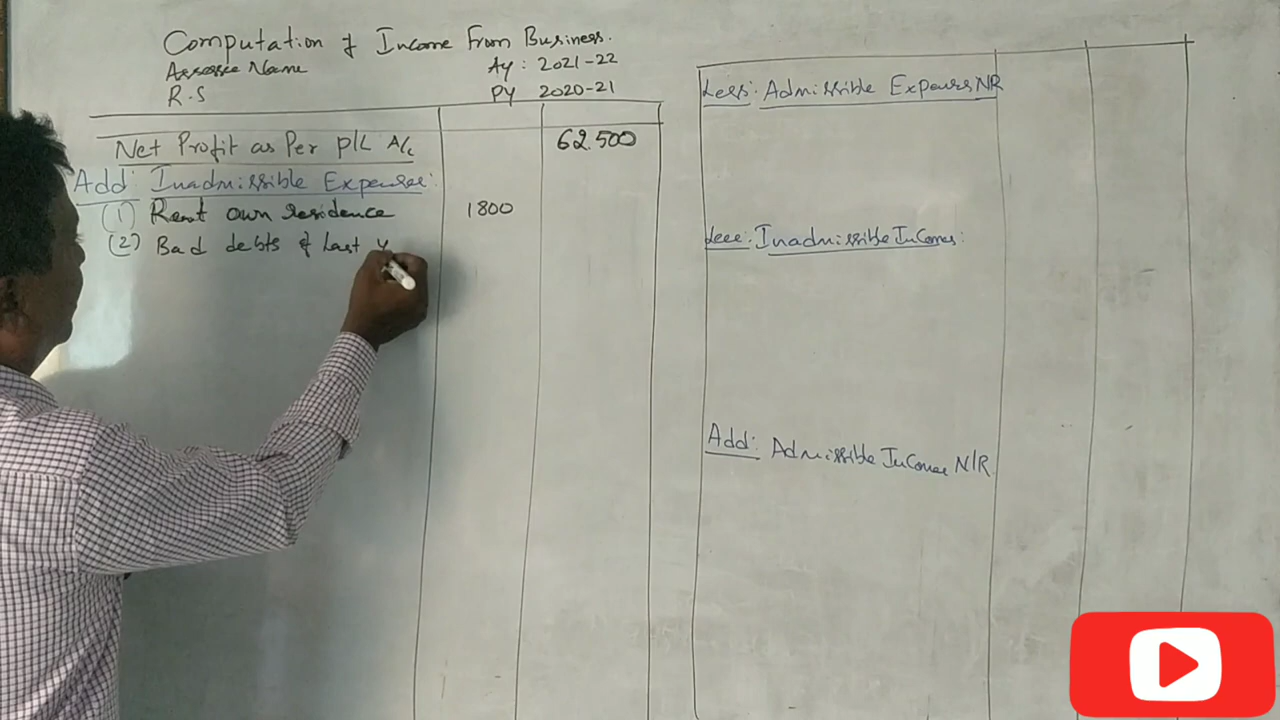 Computation of Income From Business.
Assessee Name
Ay : 2021-22
R.S
PY 2020-21
Net Profit as Per P/L A/c
62.500
Add: Inadmissible Expenses:
(1) Rent own residence
1800
(2) Bad debts of Last Y
Less: Admissible Expenses NR
Less: Inadmissible Incomes:
Add: Admissible Incomes N/R